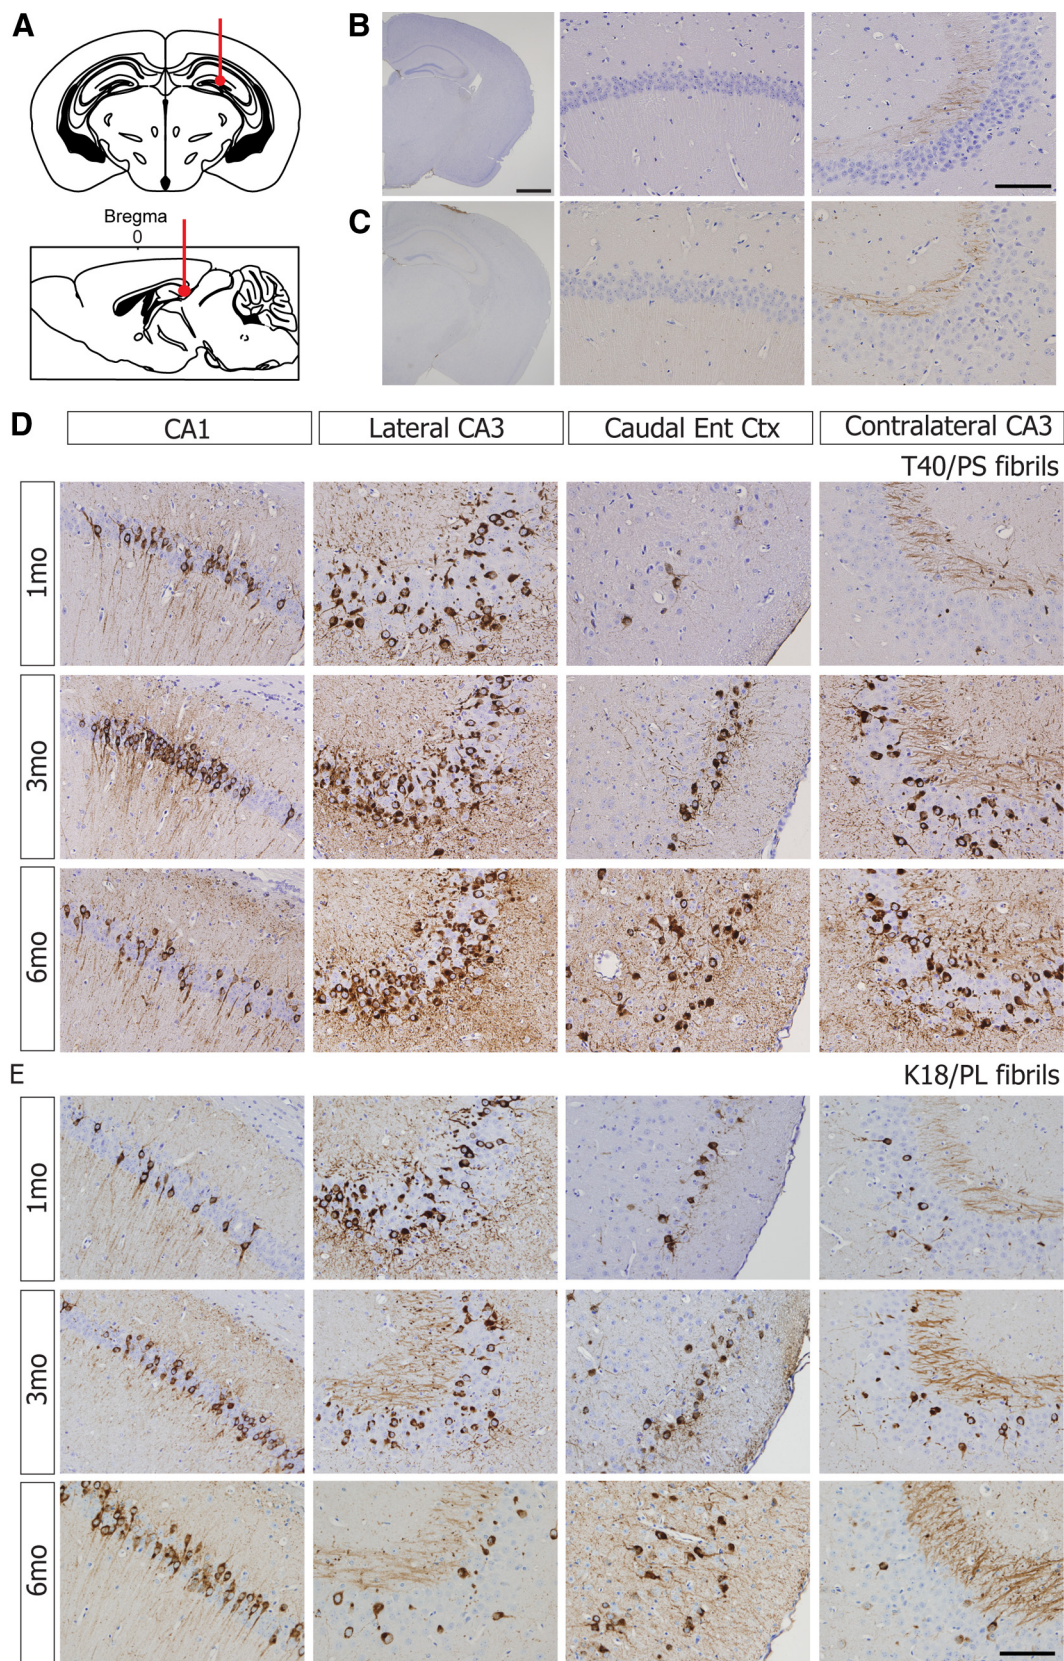 A
B
Bregma
0
C
D
CA1
Lateral CA3
Caudal Ent Ctx
Contralateral CA3
T40/PS fibrils
1mo
3mo
6mo
E
K18/PL fibrils
1mo
3mo
6mo